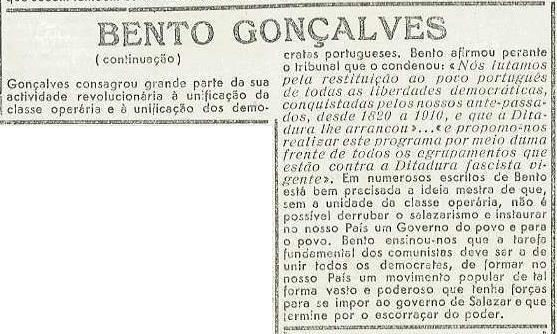 BENTO GONÇALVES
(continuação)
Gonçalves consagrou grande parte da sua
actividade revolucionária à unificação da
classe operária e à unificação dos demo-
cratas portugueses. Bento afirmou perante
o tribunal que o condenou: «Nós lutamos
pela restituição ao povo português
de todas as liberdades democráticas,
conquistadas pelos nossos ante-passa-
dos, desde 1820 a 1910, e que a Dita-
dura lhe arrancou»...«e propomo-nos
realizar este programa por meio duma
frente de todos os agrupamentos que
estão contra a Ditadura fascista vi-
gente». Em numerosos escritos de Bento
está bem precisada a ideia mestra de que,
sem a unidade da classe operária, não é
possível derrubar o salazarismo e instaurar
no nosso País um Governo do povo e para
o povo. Bento ensinou-nos que a tarefa
fundamental dos comunistas deve ser a de
unir todos os democratas, de formar no
nosso País um movimento popular de tal
forma vasto e poderoso que tenha forças
para se impor ao governo de Salazar e que
termine por o escorraçar do poder.